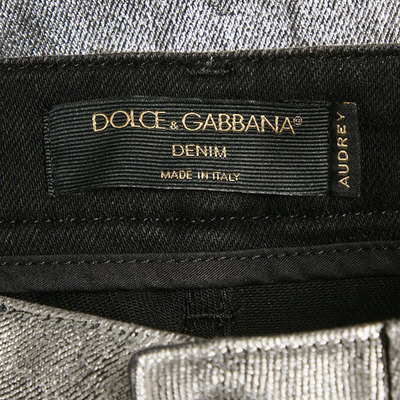 DOLCE & GABBANA®
DENIM
MADE IN ITALY
AUDREY